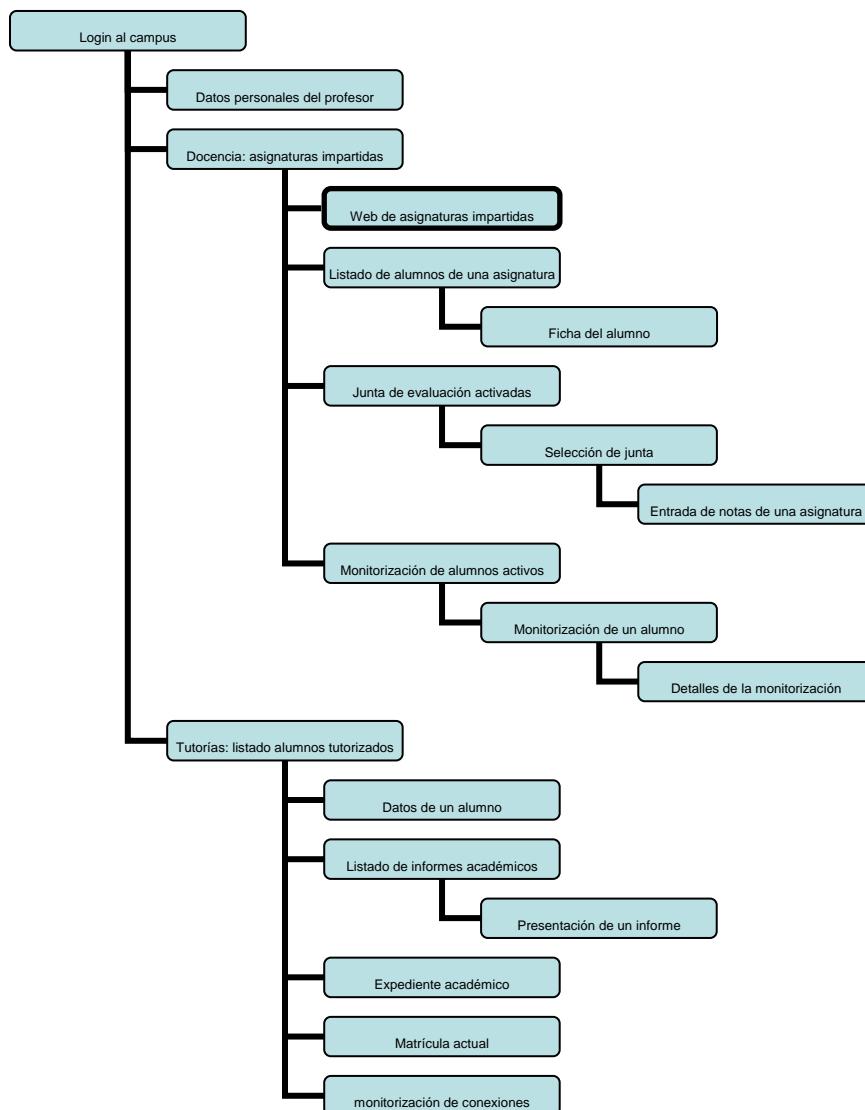 Login al campus
Datos personales del profesor
Docencia: asignaturas impartidas
Web de asignaturas impartidas
Listado de alumnos de una asignatura
Ficha del alumno
Junta de evaluación activadas
Selección de junta
Entrada de notas de una asignatura
Monitorización de alumnos activos
Monitorización de un alumno
Detalles de la monitorización
Tutorías: listado alumnos tutorizados
Datos de un alumno
Listado de informes académicos
Presentación de un informe
Expediente académico
Matrícula actual
monitorización de conexiones